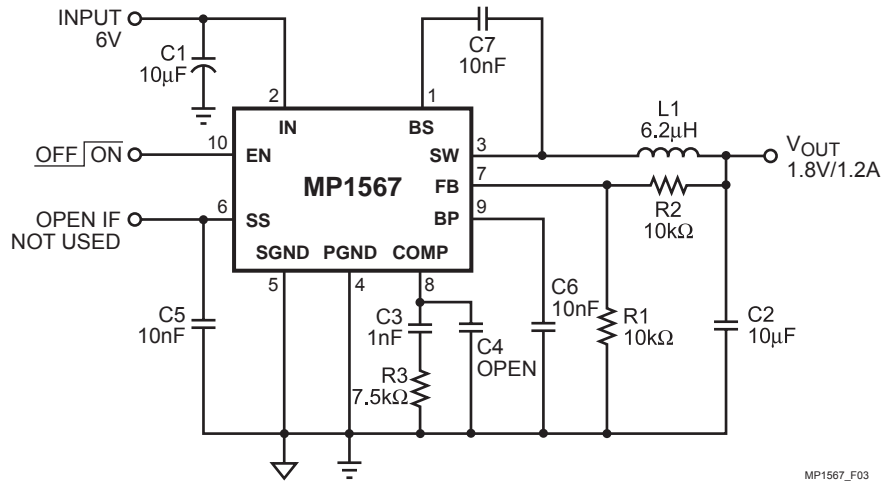 INPUT
6V
C1
10μF
C7
10nF
2
1
IN
BS
L1
6.2μH
OFF ON
10
EN
SW
3
VOUT
1.8V/1.2A
MP1567
FB
7
R2
10kΩ
OPEN IF
NOT USED
6
SS
BP
9
SGND
PGND
COMP
5
4
8
C5
10nF
C3
1nF
C4
OPEN
R3
7.5kΩ
C6
10nF
R1
10kΩ
C2
10μF
MP1567_F03